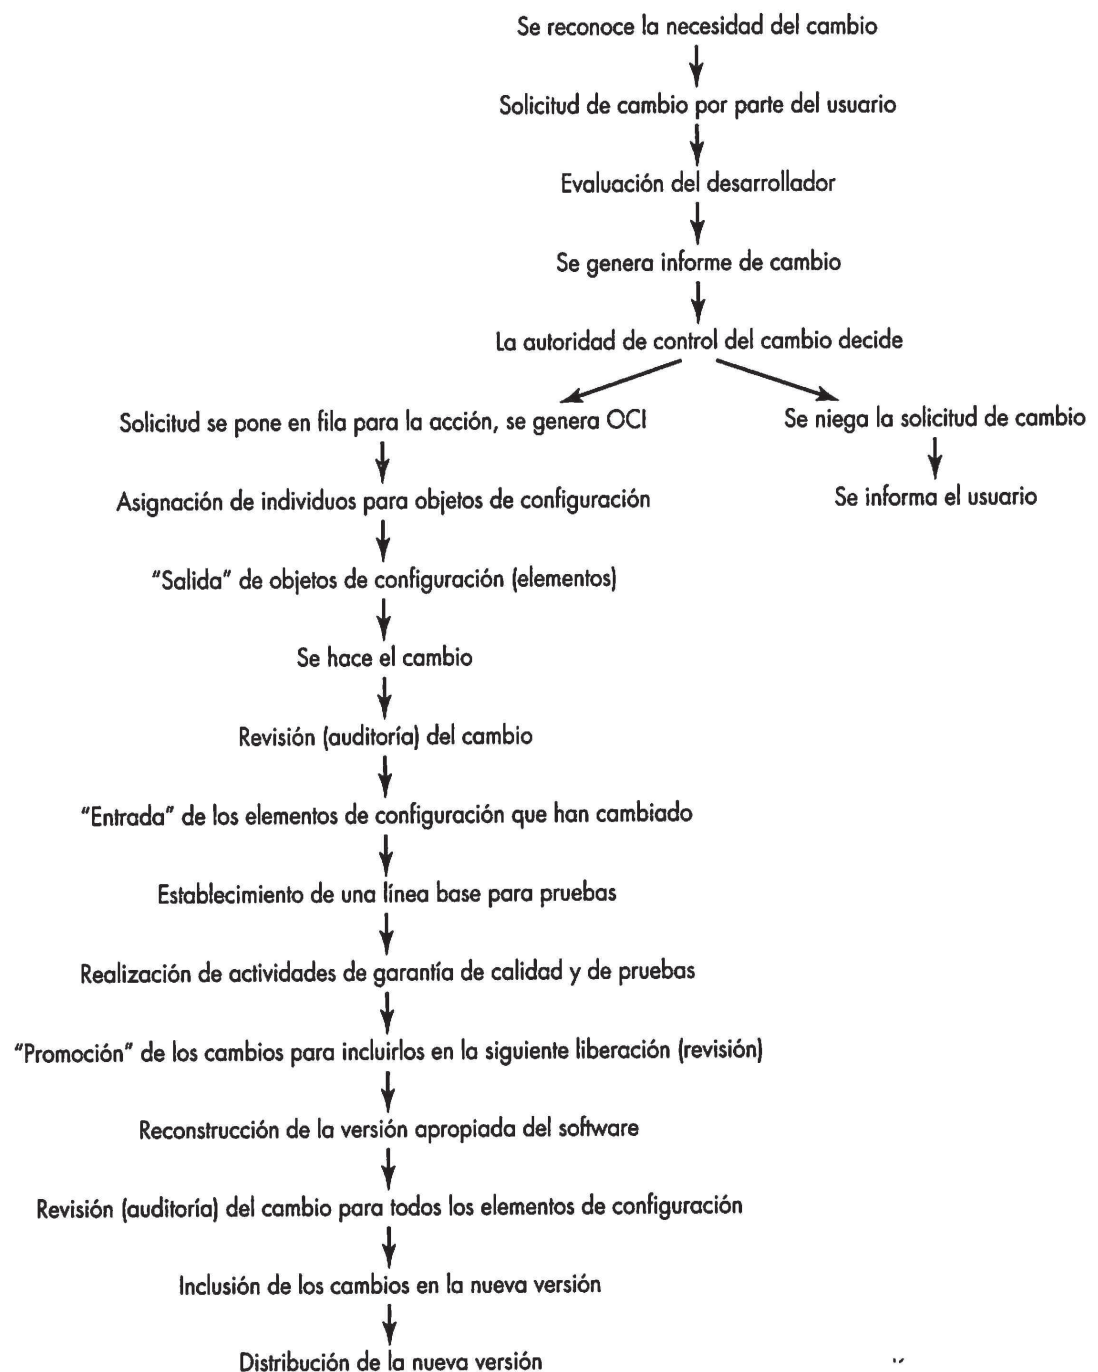 Se reconoce la necesidad del cambio
Solicitud de cambio por parte del usuario
Evaluación del desarrollador
Se genera informe de cambio
La autoridad de control del cambio decide
Solicitud se pone en fila para la acción, se genera OCI
Se niega la solicitud de cambio
Asignación de individuos para objetos de configuración
Se informa el usuario
"Salida" de objetos de configuración (elementos)
Se hace el cambio
Revisión (auditoría) del cambio
"Entrada" de los elementos de configuración que han cambiado
Establecimiento de una línea base para pruebas
Realización de actividades de garantía de calidad y de pruebas
"Promoción" de los cambios para incluirlos en la siguiente liberación (revisión)
Reconstrucción de la versión apropiada del software
Revisión (auditoría) del cambio para todos los elementos de configuración
Inclusión de los cambios en la nueva versión
Distribución de la nueva versión